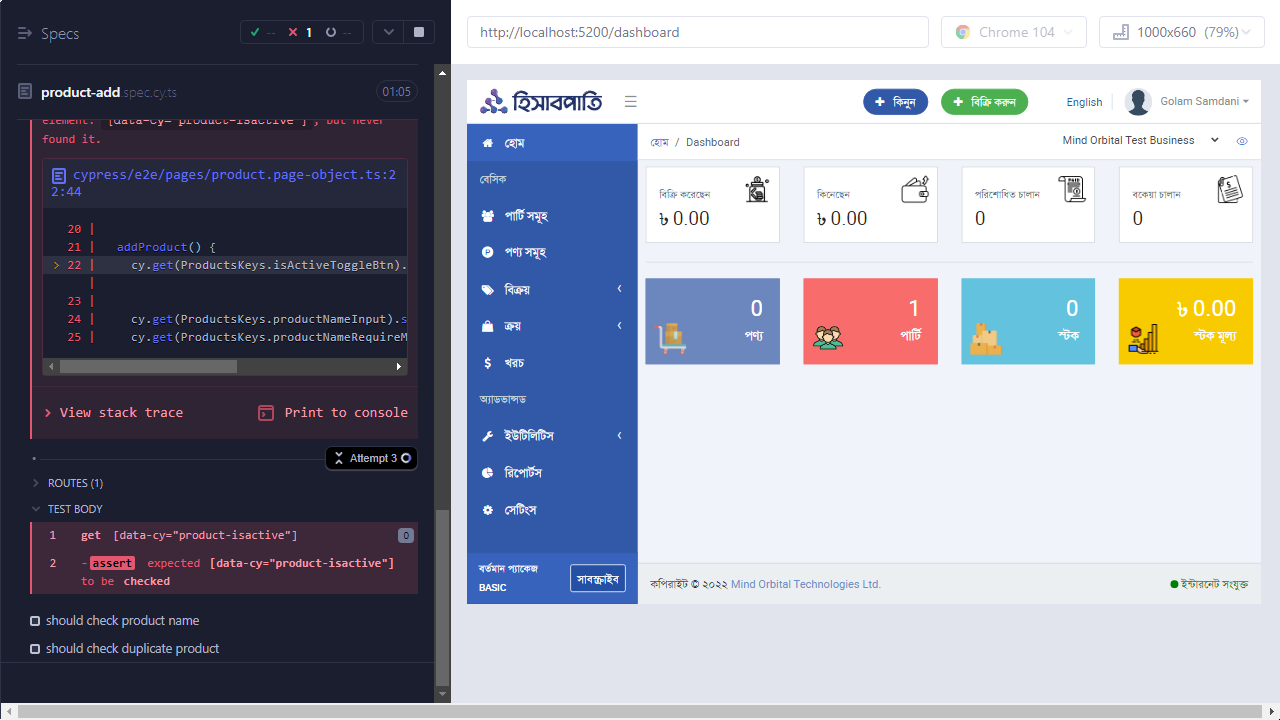 Specs
-- 1 --
product-add spec.cy.ts 01:05
element: [data-cy="product-isactive"] , but never
found it.
cypress/e2e/pages/product.page-object.ts:2
2:44
20 |
21 | addProduct() {
> 22 | cy.get(ProductsKeys.isActiveToggleBtn).
|
23 |
24 | cy.get(ProductsKeys.productNameInput).s
25 | cy.get(ProductsKeys.productNameRequireM
View stack trace
Print to console
Attempt 3
ROUTES (1)
TEST BODY
1 get [data-cy="product-isactive"] 0
2 -assert expected [data-cy="product-isactive"]
to be checked
should check product name
should check duplicate product
http://localhost:5200/dashboard
Chrome 104
1000x660 (79%)
হিসাবপাতি
কিনুন
বিক্রি করুন
English
Golam Samdani
হোম
বেসিক
পার্টি সমূহ
পণ্য সমূহ
বিক্রয়
ক্রয়
খরচ
অ্যাডভান্সড
ইউটিলিটিস
রিপোর্টস
সেটিংস
বর্তমান প্যাকেজ
BASIC
সাবস্ক্রাইব
হোম / Dashboard
Mind Orbital Test Business
বিক্রি করেছেন
৳ 0.00
কিনেছেন
৳ 0.00
পরিশোধিত চালান
0
বকেয়া চালান
0
0
পণ্য
1
পার্টি
0
স্টক
৳ 0.00
স্টক মূল্য
কপিরাইট © ২০২২ Mind Orbital Technologies Ltd.
ইন্টারনেট সংযুক্ত